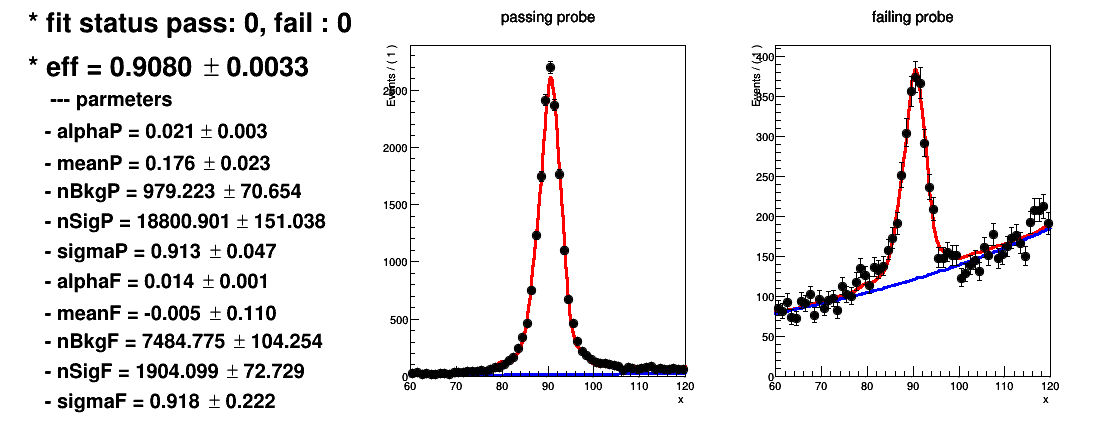 * fit status pass: 0, fail : 0
* eff = 0.9080 ± 0.0033
--- parmeters
- alphaP = 0.021 ± 0.003
- meanP = 0.176 ± 0.023
- nBkgP = 979.223 ± 70.654
- nSigP = 18800.901 ± 151.038
- sigmaP = 0.913 ± 0.047
- alphaF = 0.014 ± 0.001
- meanF = -0.005 ± 0.110
- nBkgF = 7484.775 ± 104.254
- nSigF = 1904.099 ± 72.729
- sigmaF = 0.918 ± 0.222
passing probe
Events / ( 1 )
2500
2000
1500
1000
500
0
60 70 80 90 100 110 120
x
failing probe
Events / ( 1 )
400
350
300
250
200
150
100
50
0
60 70 80 90 100 110 120
x